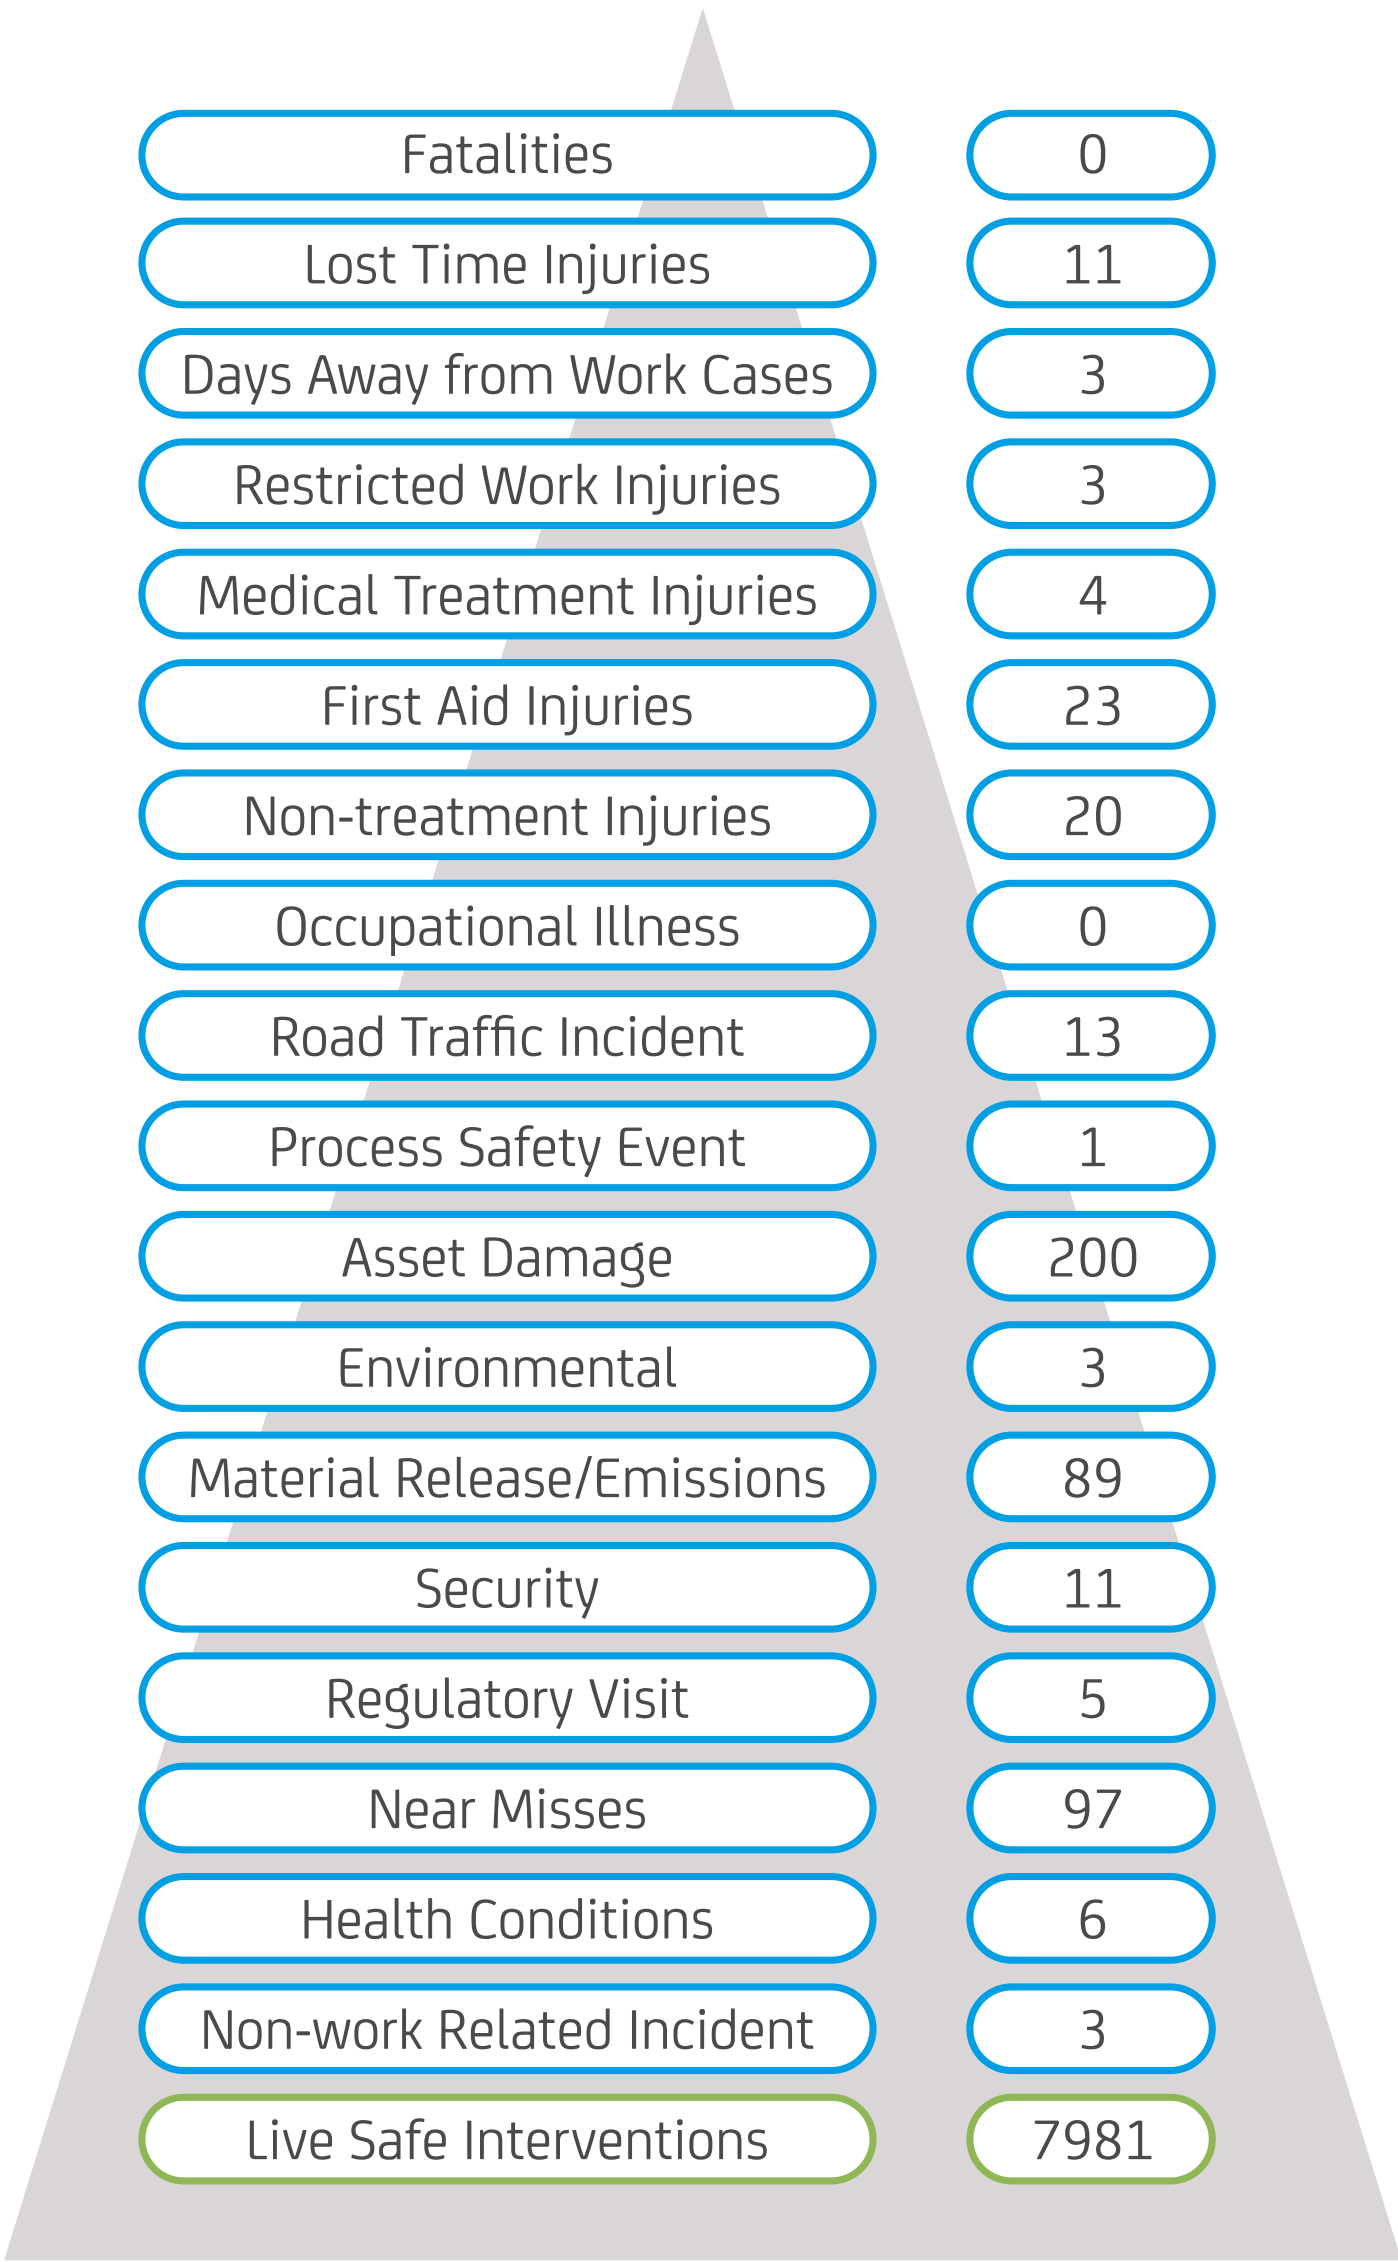 Fatalities 0
Lost Time Injuries 11
Days Away from Work Cases 3
Restricted Work Injuries 3
Medical Treatment Injuries 4
First Aid Injuries 23
Non-treatment Injuries 20
Occupational Illness 0
Road Traffic Incident 13
Process Safety Event 1
Asset Damage 200
Environmental 3
Material Release/Emissions 89
Security 11
Regulatory Visit 5
Near Misses 97
Health Conditions 6
Non-work Related Incident 3
Live Safe Interventions 7981